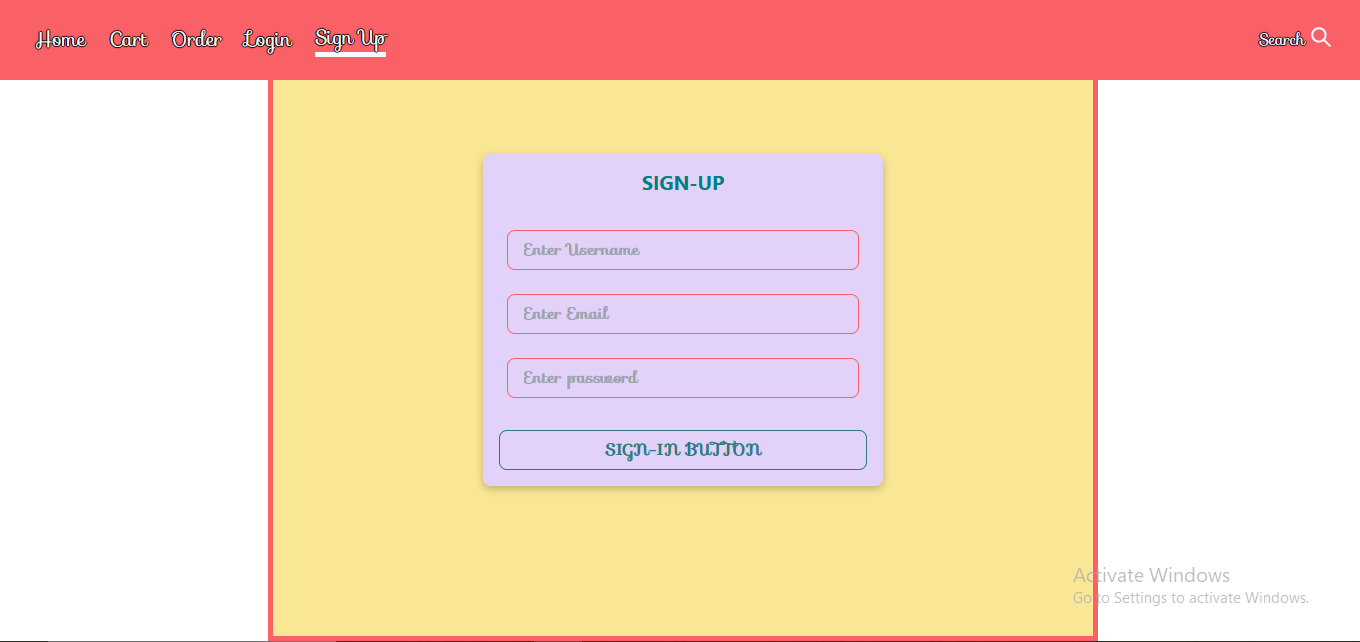 Home Cart Order Login Sign Up Search
SIGN-UP
Enter Username
Enter Email
Enter password
SIGN-IN BUTTON
Activate Windows
Go to Settings to activate Windows.